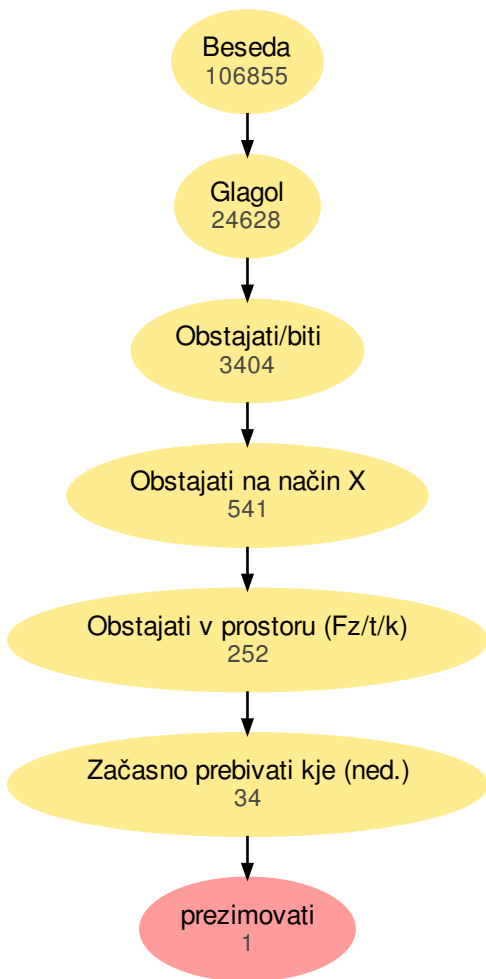 Beseda
106855
Glagol
24628
Obstajati/biti
3404
Obstajati na način X
541
Obstajati v prostoru (Fz/t/k)
252
Začasno prebivati kje (ned.)
34
prezimovati
1